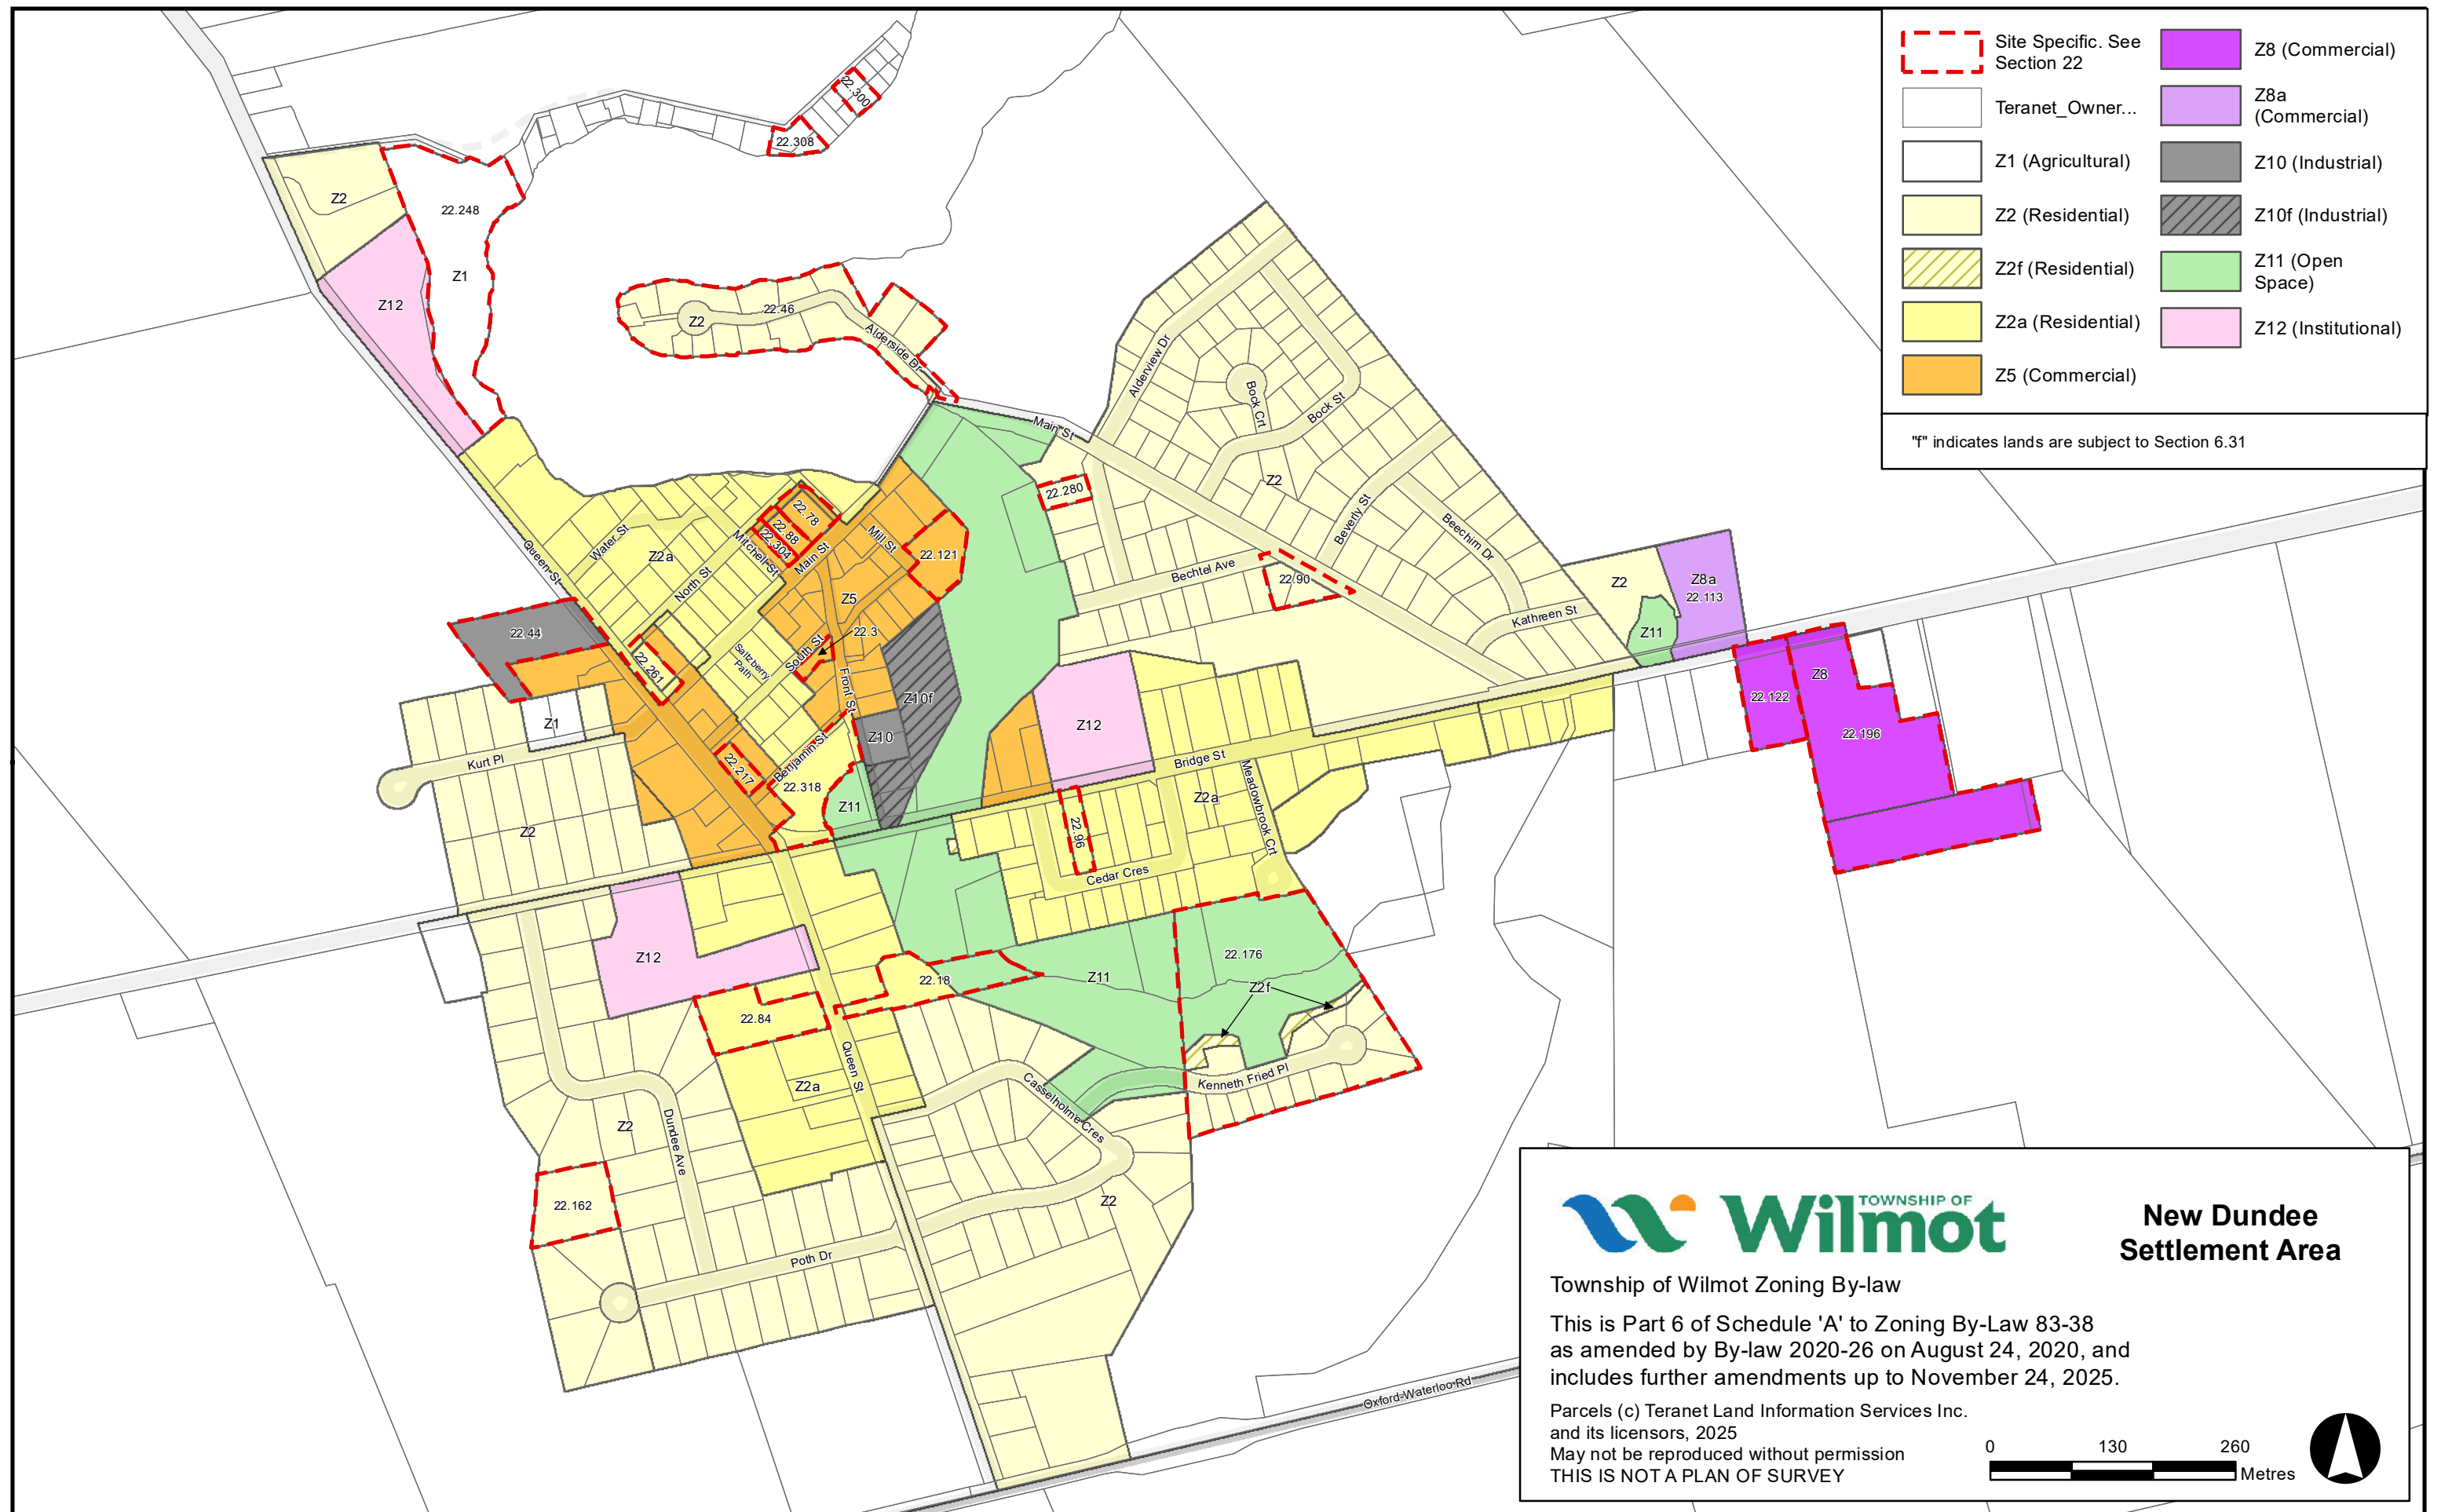 Site Specific. See
Section 22
Teranet_Owner...
Z1 (Agricultural)
Z2 (Residential)
Z2f (Residential)
Z2a (Residential)
Z5 (Commercial)
Z8 (Commercial)
Z8a
(Commercial)
Z10 (Industrial)
Z10f (Industrial)
Z11 (Open
Space)
Z12 (Institutional)
"f" indicates lands are subject to Section 6.31
22.300
22.308
Z2
22.248
Z1
Z12
22.46
Z2
Alderside Dr
Main St
Alderview Dr
Bock Crt
Bock St
Z2
22.280
Beverly St
Beechim Dr
Bechtel Ave
22.90
Kathreen St
Z2
Z8a
22.113
Z11
Z8
22.122
22.196
Queen St
Water St
Z2a
North St
Mitchell St
22.78
22.88
22.304
Main St
Mill St
22.121
Z5
22.3
South St
Saltzberry
Path
Front St
22.44
22.261
Z1
Kurt Pl
Z10f
Z10
Z12
22.217
Benjamin St
22.318
Z11
Bridge St
Z2a
Meadowbrook Crt
22.96
Cedar Cres
Z2
Z12
22.18
Z11
22.176
Z2f
22.84
Z2a
Queen St
Kenneth Fried Pl
Casselholme Cres
Z2
Dundee Ave
Z2
22.162
Poth Dr
Oxford-Waterloo Rd
TOWNSHIP OF
Wilmot
New Dundee
Settlement Area
Township of Wilmot Zoning By-law
This is Part 6 of Schedule 'A' to Zoning By-Law 83-38
as amended by By-law 2020-26 on August 24, 2020, and
includes further amendments up to November 24, 2025.
Parcels (c) Teranet Land Information Services Inc.
and its licensors, 2025
May not be reproduced without permission
THIS IS NOT A PLAN OF SURVEY
0 130 260
Metres